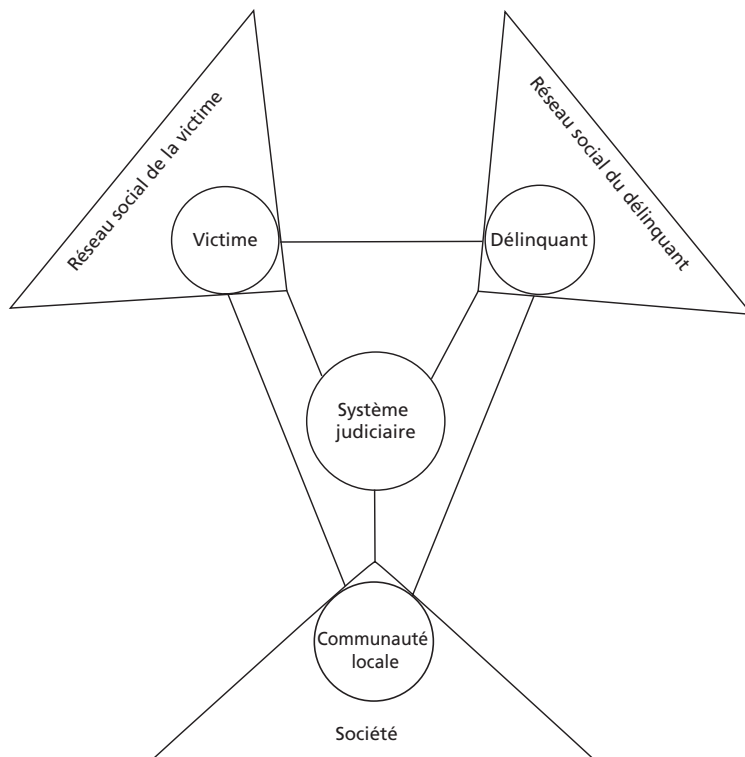 Réseau social de la victime
Réseau social du délinquant
Victime
Délinquant
Système
judiciaire
Communauté
locale
Société